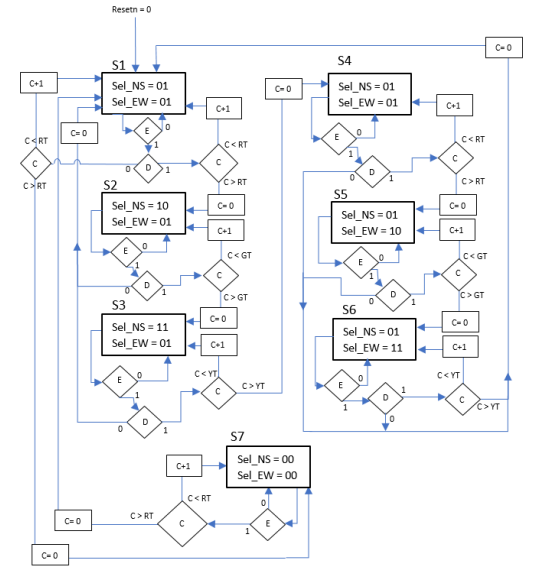 Resetn = 0
S1
Sel_NS = 01
Sel_EW = 01
C+1
C= 0
E
0
1
D
0
1
C+1
C
C < RT
C > RT
C
C < RT
C > RT
C= 0
S2
Sel_NS = 10
Sel_EW = 01
C+1
E
0
1
D
0
1
C
C < GT
C > GT
C= 0
S3
Sel_NS = 11
Sel_EW = 01
C+1
E
0
1
D
0
1
C
C < YT
C > YT
C= 0
C= 0
S4
Sel_NS = 01
Sel_EW = 01
C+1
E
0
1
D
0
1
C
C < RT
C > RT
C= 0
S5
Sel_NS = 01
Sel_EW = 10
C+1
E
0
1
D
0
1
C
C < GT
C > GT
C= 0
S6
Sel_NS = 01
Sel_EW = 11
C+1
E
0
1
D
1
0
C
C < YT
C > YT
S7
Sel_NS = 00
Sel_EW = 00
C+1
C < RT
C > RT
C
E
0
1
C= 0
C= 0